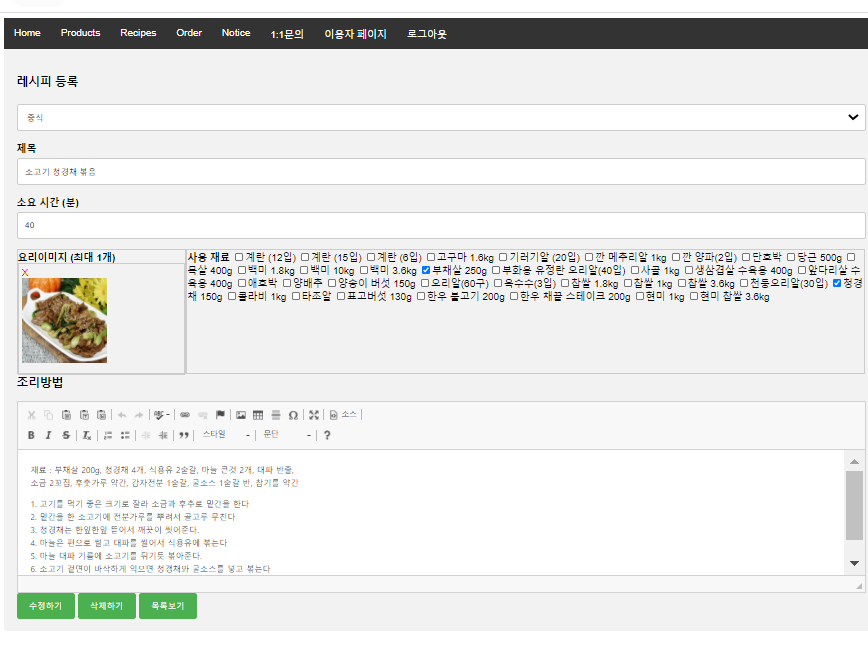 Home Products Recipes Order Notice 1:1문의 이용자 페이지 로그아웃
레시피 등록
중식
제목
소고기 청경채 볶음
소요 시간 (분)
40
요리이미지 (최대 1개)
X
사용 재료 계란 (12입) 계란 (15입) 계란 (6입) 고구마 1.6kg 기러기알 (20입) 깐 메추리알 1kg 깐 양파(2입) 단호박 당근 500g
목살 400g 백미 1.8kg 백미 10kg 백미 3.6kg 부채살 250g 부화용 유정란 오리알(40입) 사골 1kg 생삼겹살 수육용 400g 앞다리살 수
육용 400g 애호박 양배추 양송이 버섯 150g 오리알(60구) 옥수수(3입) 찹쌀 1.8kg 찹쌀 1kg 찹쌀 3.6kg 천둥오리알(30입) 청경
채 150g 콜라비 1kg 타조알 표고버섯 130g 한우 불고기 200g 한우 채끝 스테이크 200g 현미 1kg 현미 찹쌀 3.6kg
조리방법
소스
B I S Ix 스타일 문단 ?
재료 : 부채살 200g, 청경채 4개, 식용유 2숟갈, 마늘 큰것 2개, 대파 반줄,
소금 2꼬집, 후춧가루 약간, 감자전분 1숟갈, 굴소스 1숟갈 반, 참기름 약간
1. 고기를 먹기 좋은 크기로 잘라 소금과 후추로 밑간을 한다
2. 밑간을 한 소고기에 전분가루를 뿌려서 골고루 무친다
3. 청경채는 한잎한잎 뜯어서 깨끗이 씻어준다.
4. 마늘은 편으로 썰고 대파를 썰어서 식용유에 볶는다
5. 마늘 대파 기름에 소고기를 튀기듯 볶아준다.
6. 소고기 겉면이 바삭하게 익으면 청경채와 굴소스를 넣고 볶는다
수정하기 삭제하기 목록보기